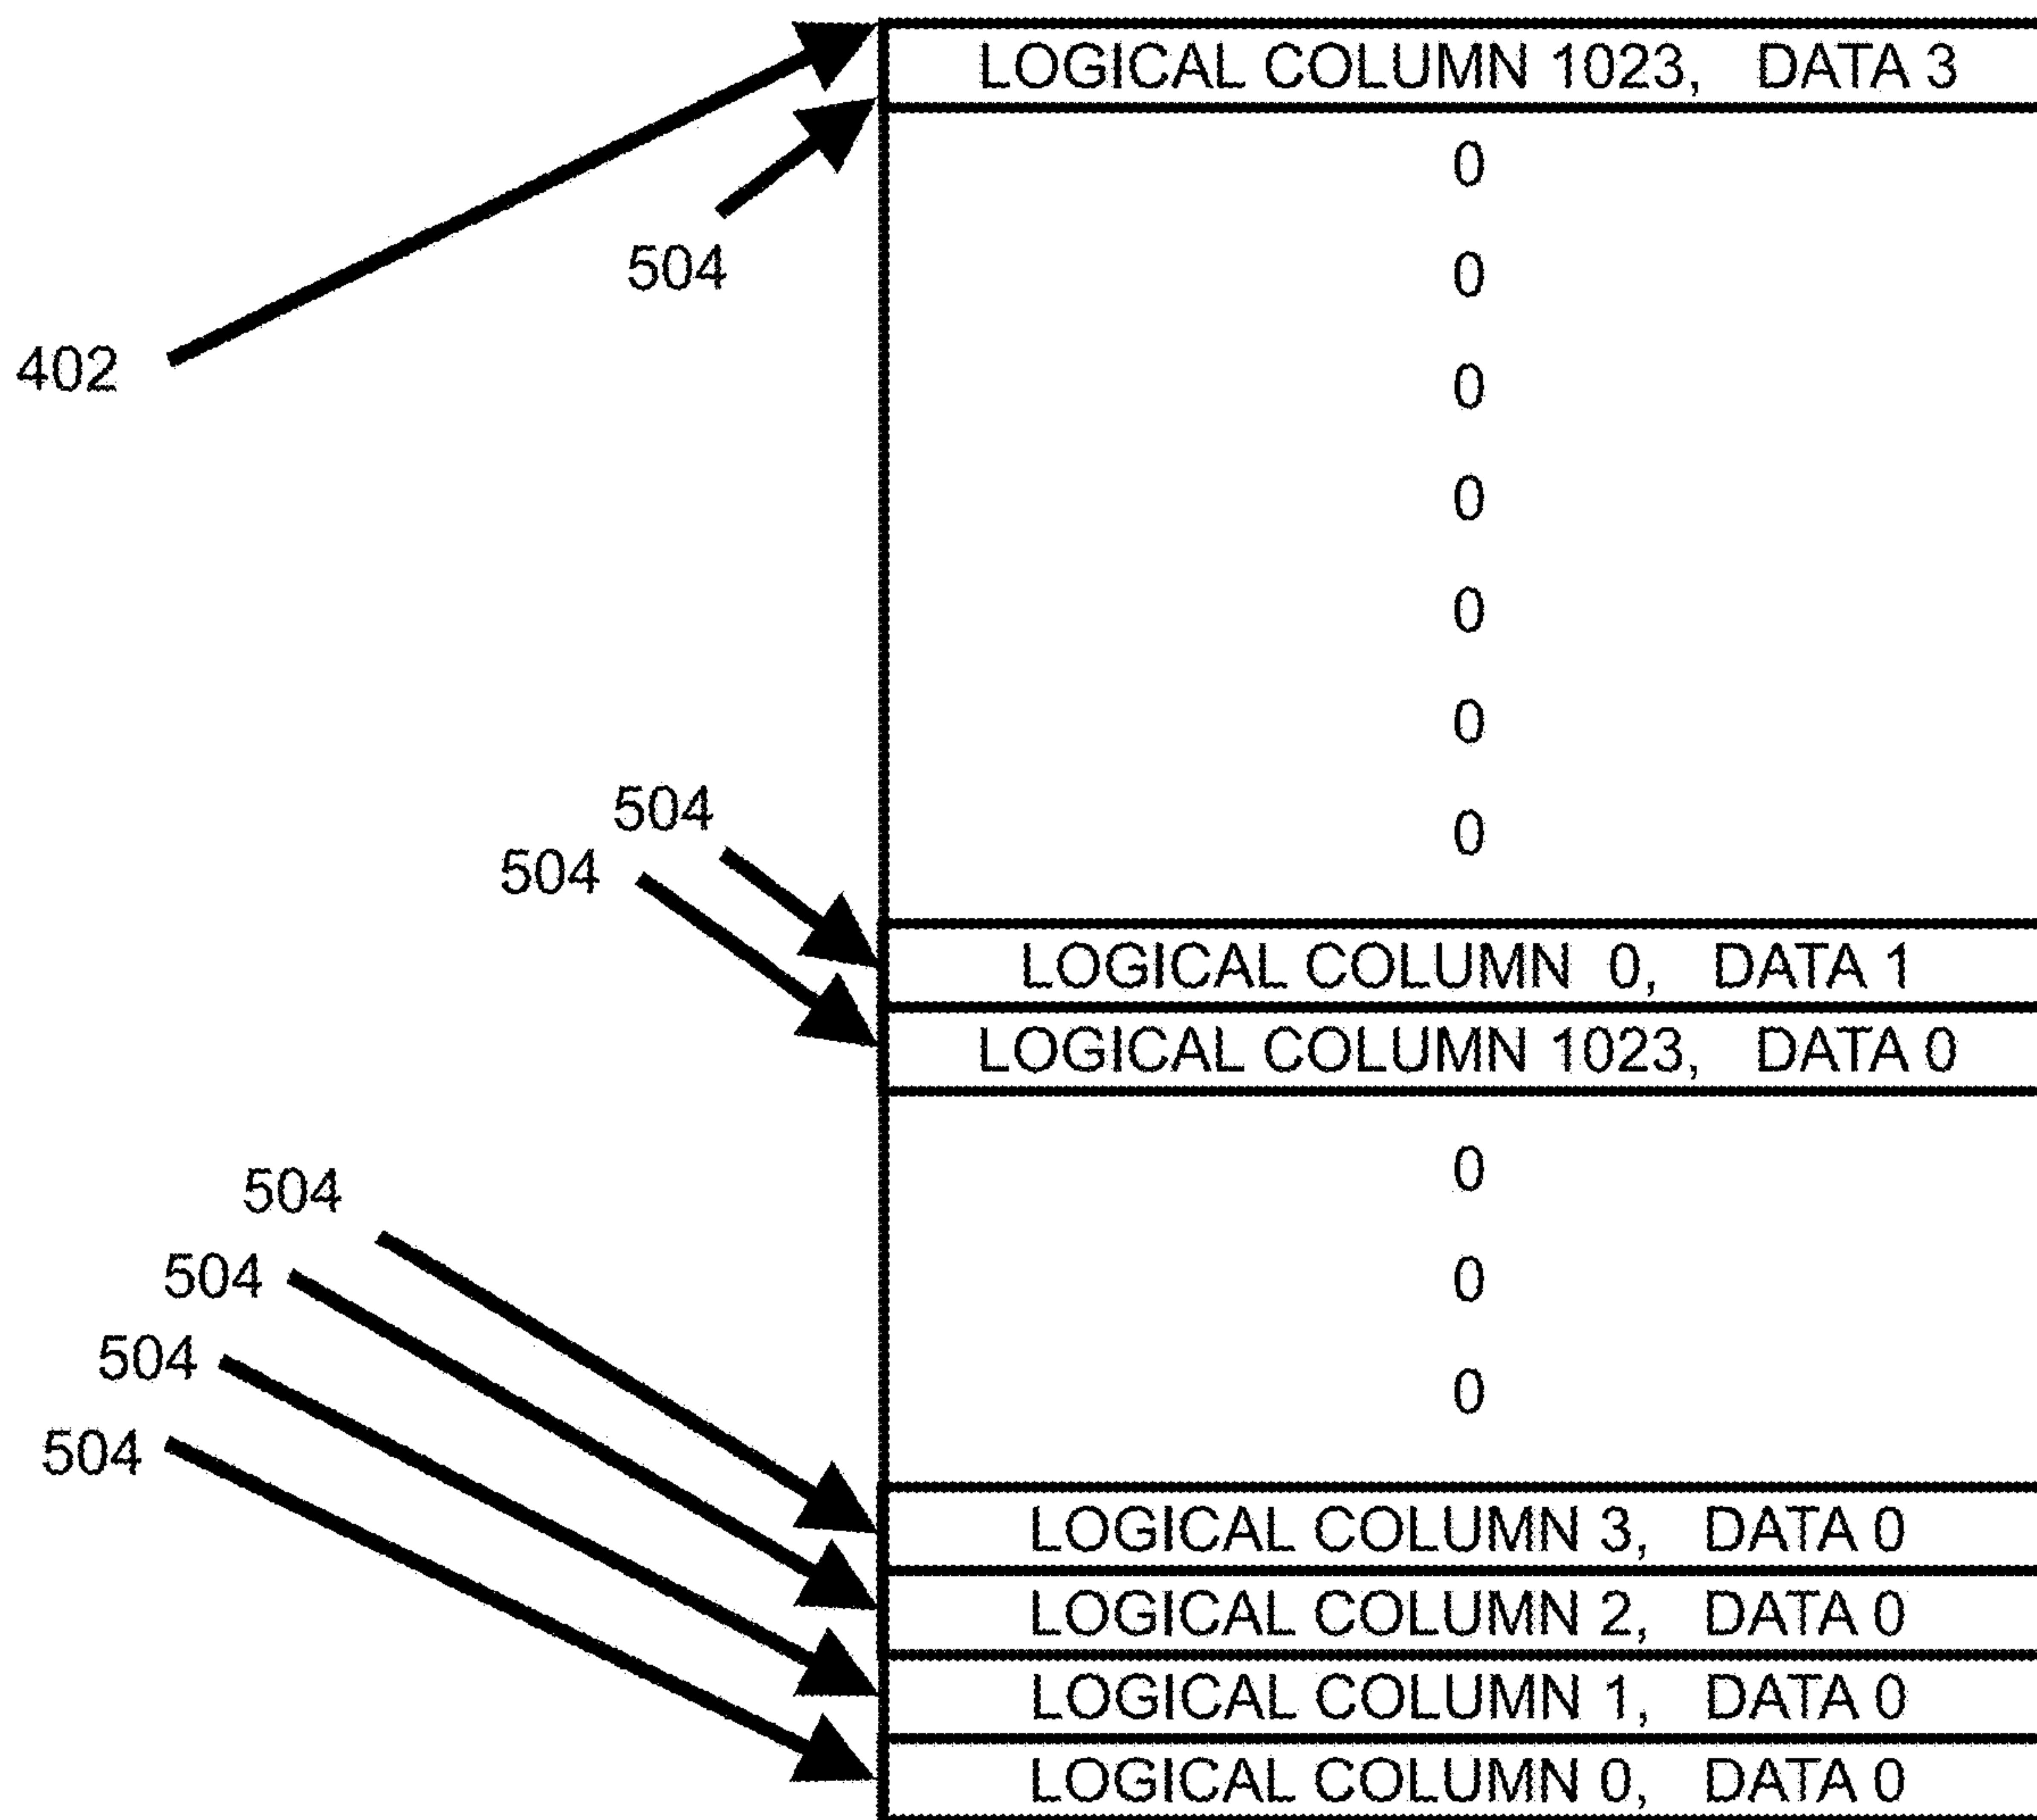 LOGICAL COLUMN 1023, DATA 3
0
504
0
402
0
0
0
0
504
0
504
LOGICAL COLUMN 0, DATA 1
LOGICAL COLUMN 1023, DATA 0
0
504
504
0
504
0
504
LOGICAL COLUMN 3, DATA 0
LOGICAL COLUMN 2, DATA 0
LOGICAL COLUMN 1, DATA 0
LOGICAL COLUMN 0, DATA 0